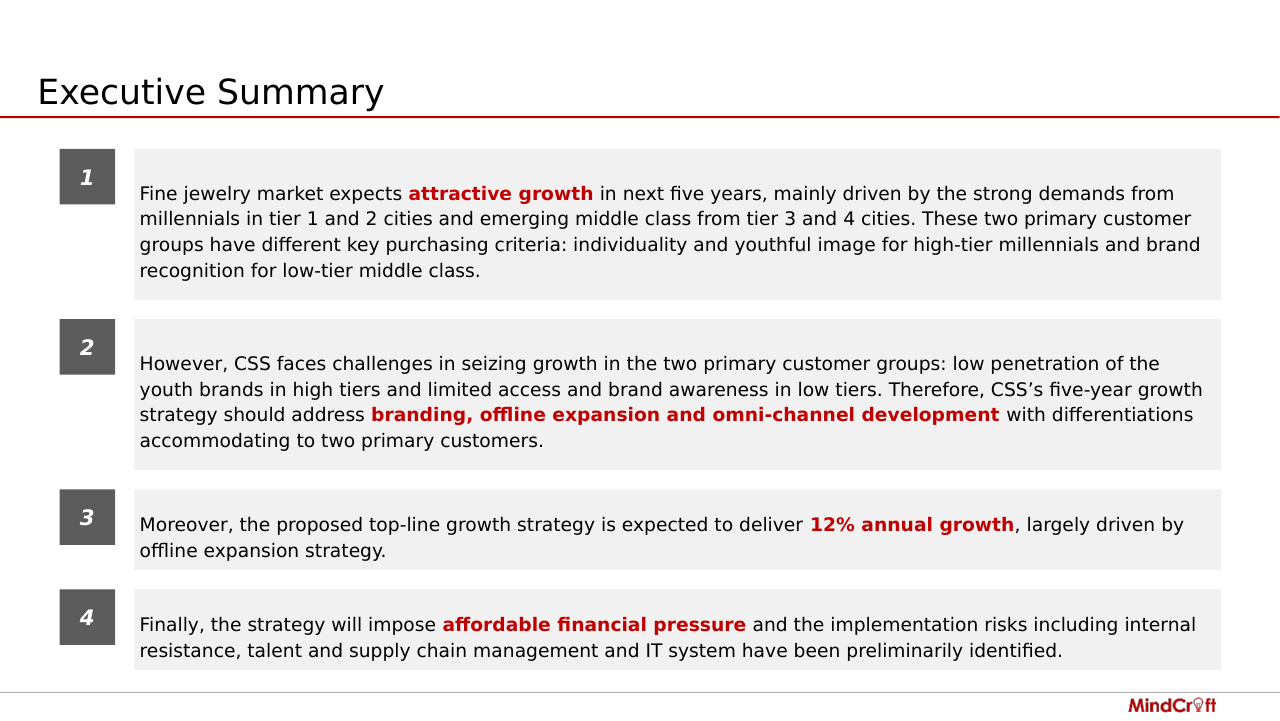 Executive Summary
1
Fine jewelry market expects attractive growth in next five years, mainly driven by the strong demands from
millennials in tier 1 and 2 cities and emerging middle class from tier 3 and 4 cities. These two primary customer
groups have different key purchasing criteria: individuality and youthful image for high-tier millennials and brand
recognition for low-tier middle class.
2
However, CSS faces challenges in seizing growth in the two primary customer groups: low penetration of the
youth brands in high tiers and limited access and brand awareness in low tiers. Therefore, CSS’s five-year growth
strategy should address branding, offline expansion and omni-channel development with differentiations
accommodating to two primary customers.
3
Moreover, the proposed top-line growth strategy is expected to deliver 12% annual growth, largely driven by
offline expansion strategy.
4
Finally, the strategy will impose affordable financial pressure and the implementation risks including internal
resistance, talent and supply chain management and IT system have been preliminarily identified.
MindCraft